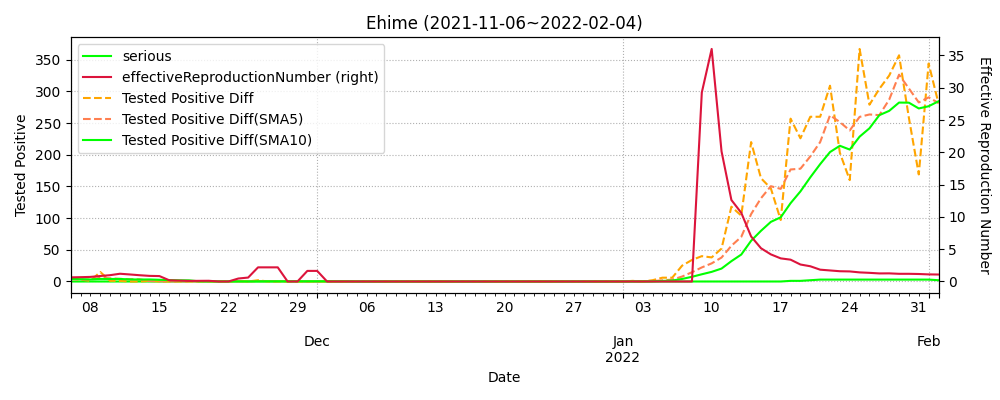 Ehime (2021-11-06~2022-02-04)
serious
effectiveReproductionNumber (right)
Tested Positive Diff
Tested Positive Diff(SMA5)
Tested Positive Diff(SMA10)
Tested Positive
350
300
250
200
150
100
50
0
35
30
25
20
15
10
5
0
Effective Reproduction Number
08 15 22 29 06 13 20 27 03 10 17 24 31
Dec Jan Feb
2022
Date